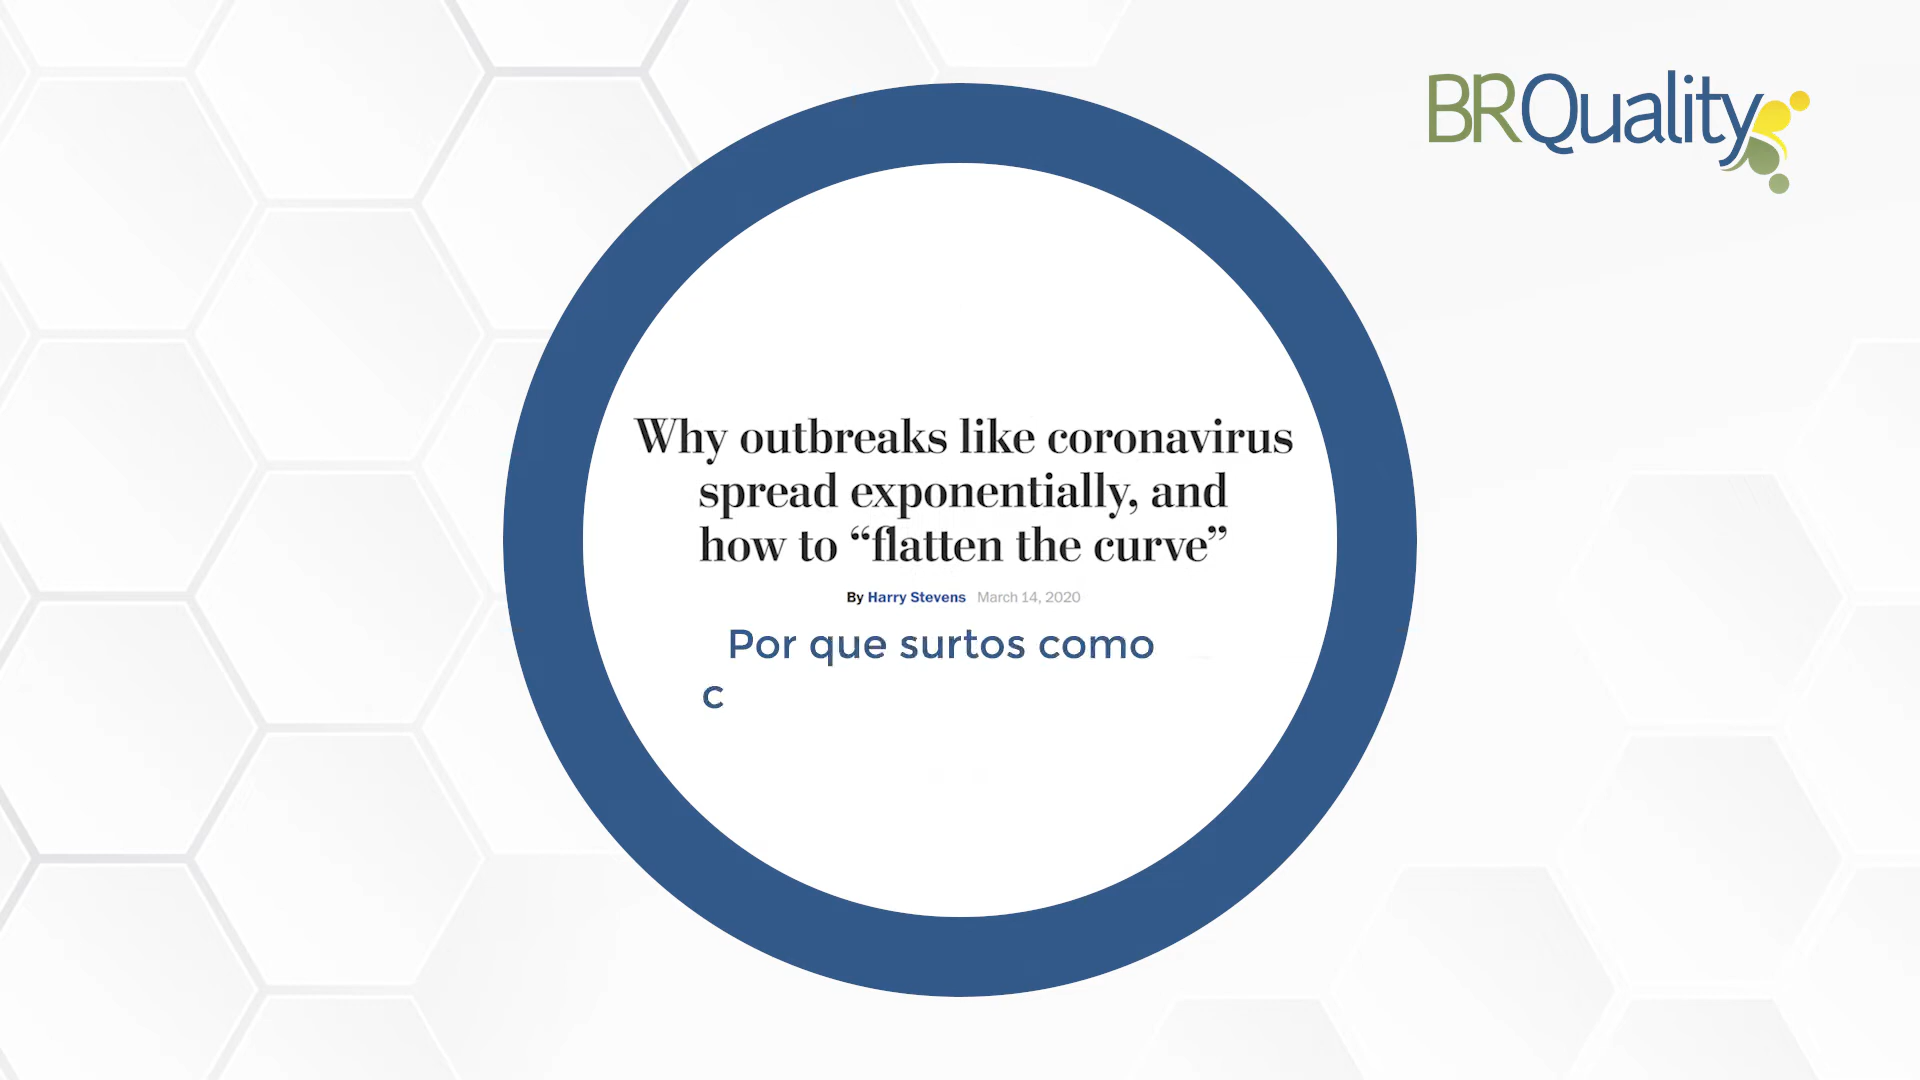 BRQuality
Why outbreaks like coronavirus
spread exponentially, and
how to “flatten the curve”
By Harry Stevens March 14, 2020
Por que surtos como
c